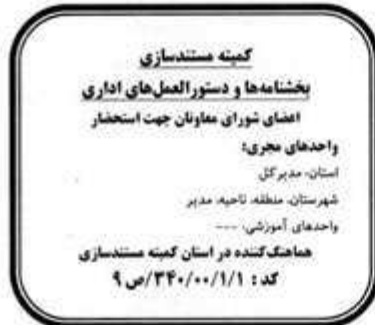 کمیته مستندسازی
بخشنامه‌ها و دستورالعمل‌های اداری
اعضای شورای معاونان جهت استحضار
واحدهای مجری:
استان، مدیرکل
شهرستان، منطقه، ناحیه، مدیر
واحدهای آموزشی، ---
هماهنگ‌کننده در استان کمیته مستندسازی
کد : ۳۴۰/۰۰/۱/۱/ص ۹